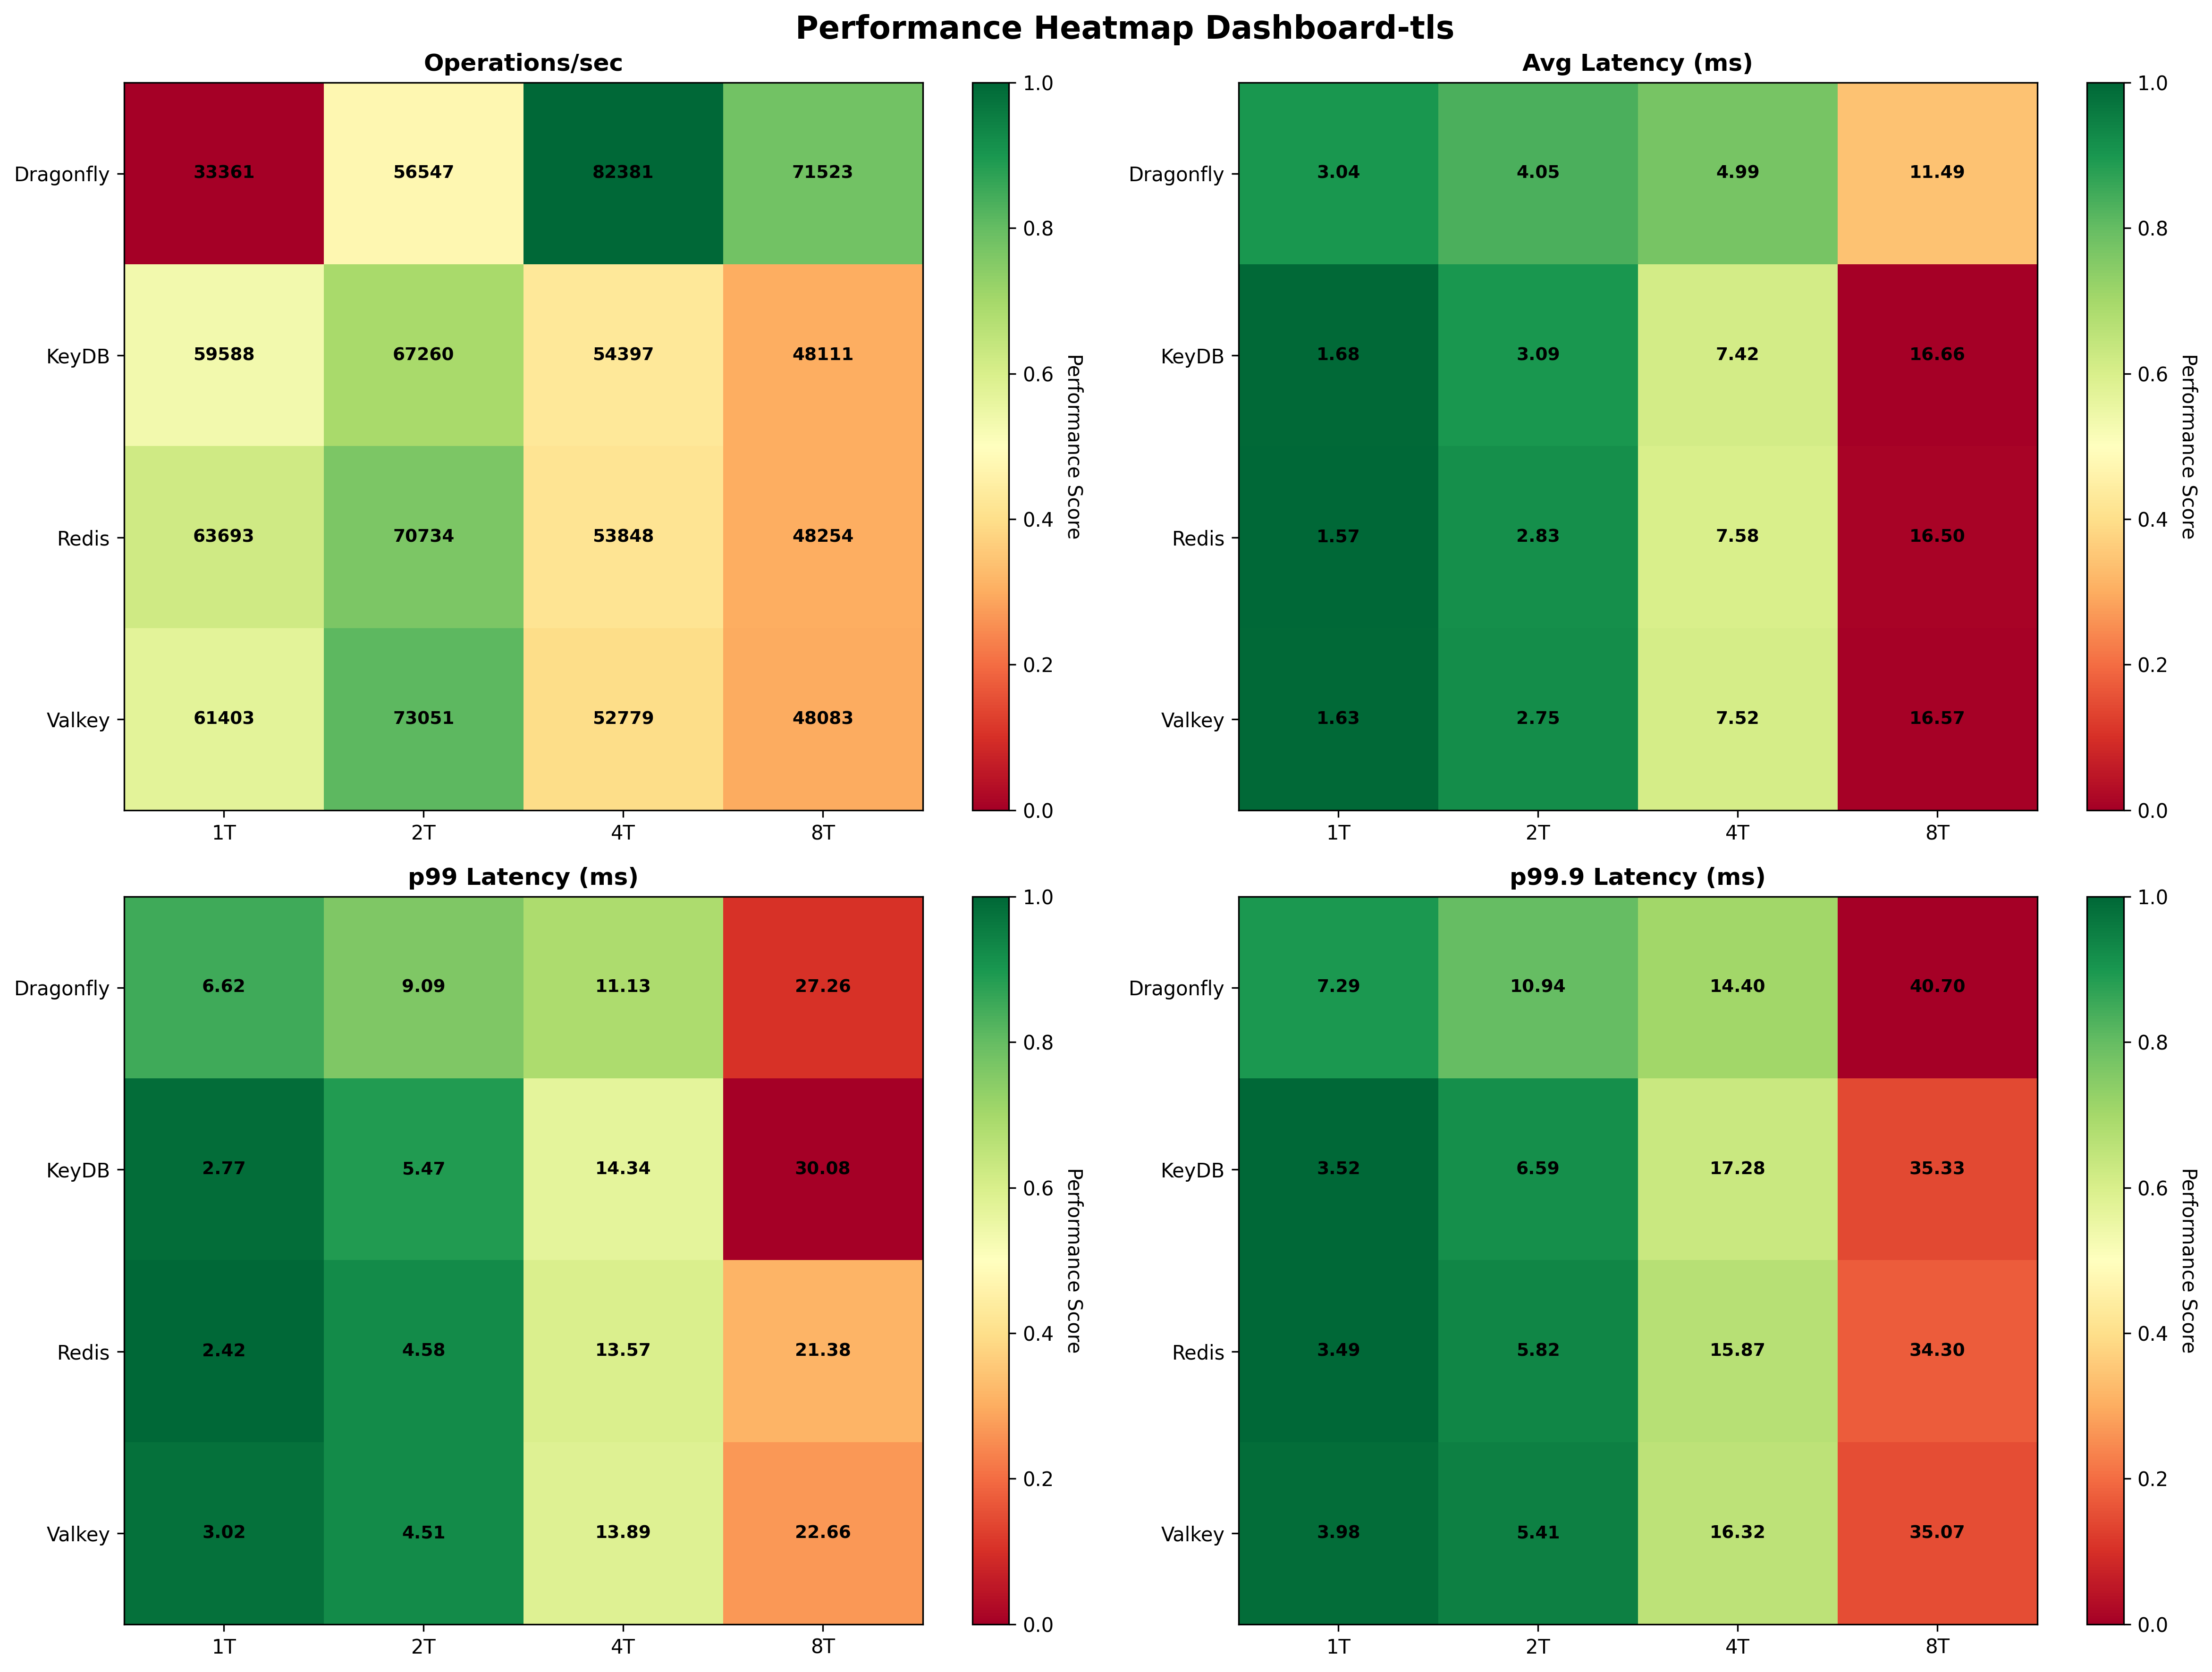 Performance Heatmap Dashboard-tls
Operations/sec
Dragonfly 33361 56547 82381 71523
KeyDB 59588 67260 54397 48111
Redis 63693 70734 53848 48254
Valkey 61403 73051 52779 48083
1T 2T 4T 8T
1.0
0.8
0.6
0.4
0.2
0.0
Performance Score
Avg Latency (ms)
Dragonfly 3.04 4.05 4.99 11.49
KeyDB 1.68 3.09 7.42 16.66
Redis 1.57 2.83 7.58 16.50
Valkey 1.63 2.75 7.52 16.57
1T 2T 4T 8T
1.0
0.8
0.6
0.4
0.2
0.0
Performance Score
p99 Latency (ms)
Dragonfly 6.62 9.09 11.13 27.26
KeyDB 2.77 5.47 14.34 30.08
Redis 2.42 4.58 13.57 21.38
Valkey 3.02 4.51 13.89 22.66
1T 2T 4T 8T
1.0
0.8
0.6
0.4
0.2
0.0
Performance Score
p99.9 Latency (ms)
Dragonfly 7.29 10.94 14.40 40.70
KeyDB 3.52 6.59 17.28 35.33
Redis 3.49 5.82 15.87 34.30
Valkey 3.98 5.41 16.32 35.07
1T 2T 4T 8T
1.0
0.8
0.6
0.4
0.2
0.0
Performance Score